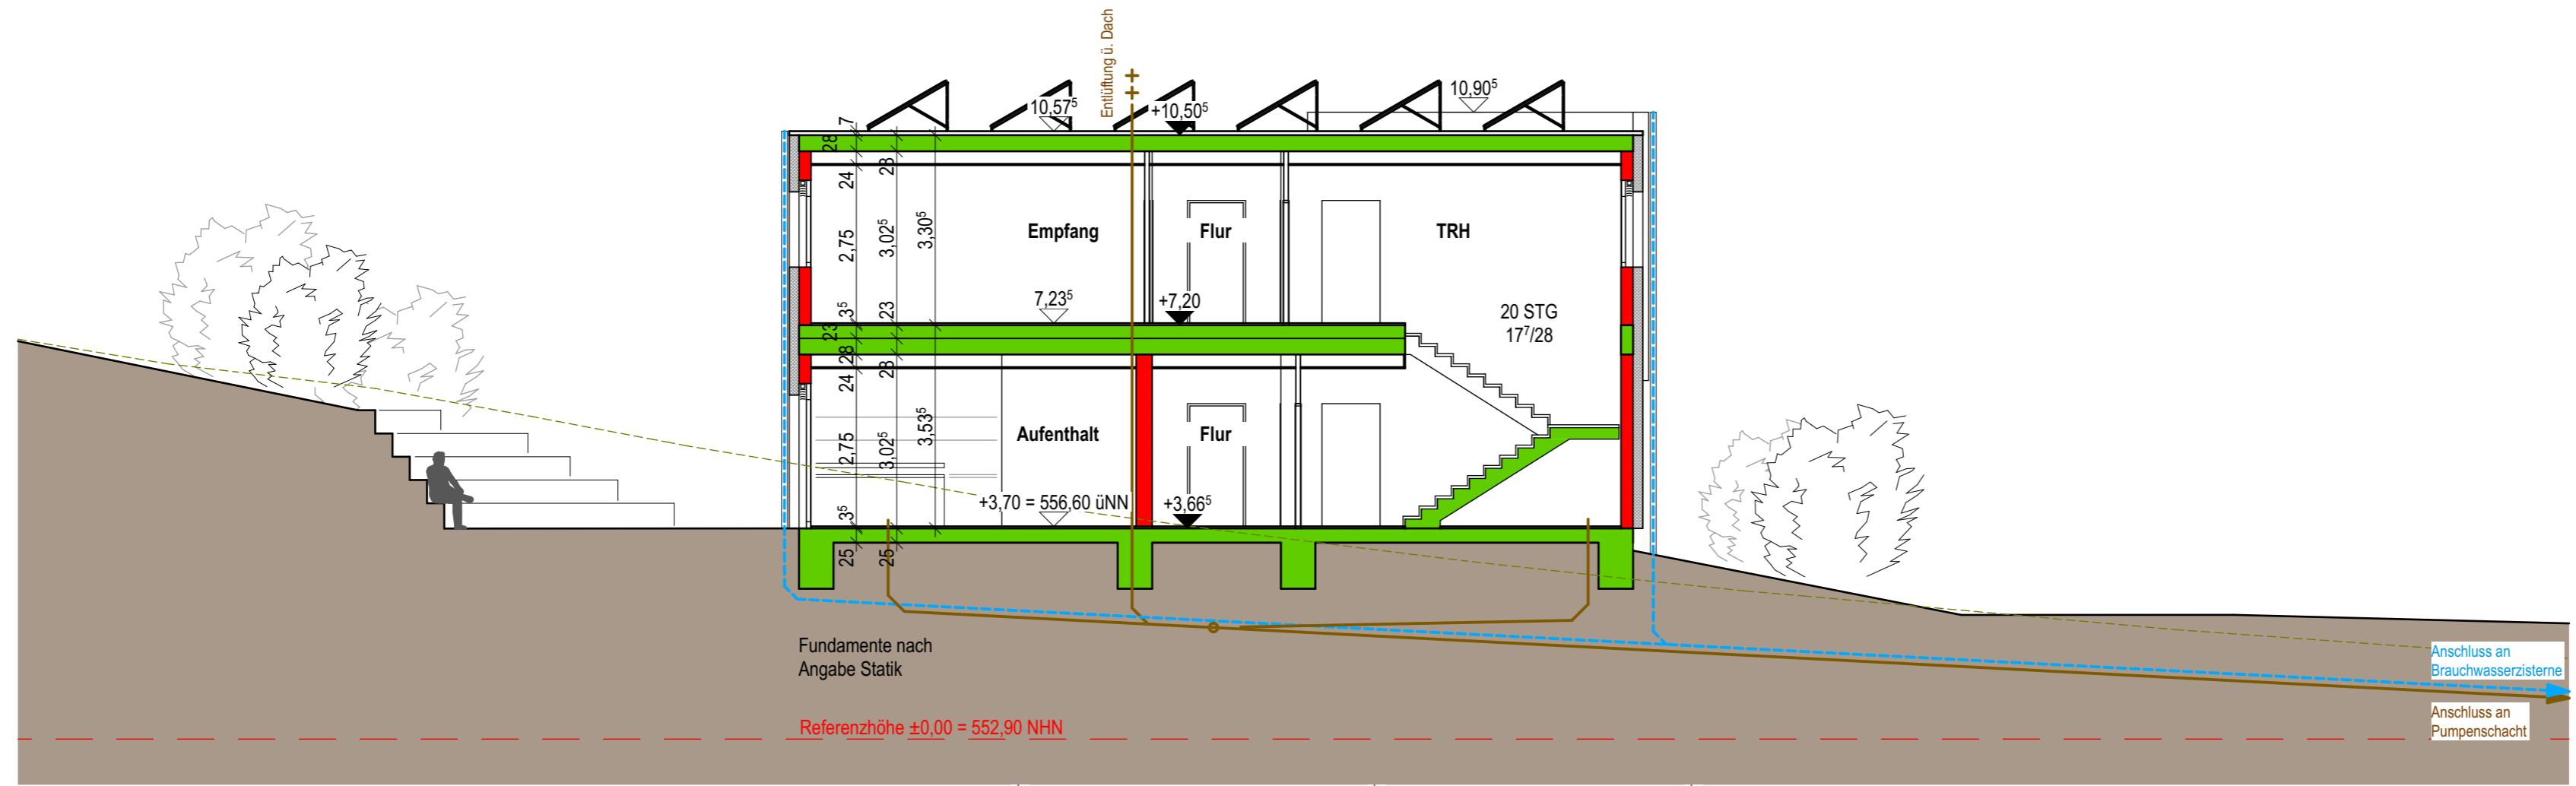 Entlüftung ü. Dach
10,57⁵
+10,50⁵
10,90⁵
7
28
24
28
2,75
3,02⁵
3,30⁵
Empfang
Flur
TRH
3⁵
23
7,23⁵
+7,20
20 STG
17⁷/28
23
28
28
24
2,75
3,02⁵
3,53⁵
Aufenthalt
Flur
3⁵
+3,70 = 556,60 üNN
+3,66⁵
25
25
Fundamente nach
Angabe Statik
Anschluss an
Brauchwasserzisterne
Anschluss an
Pumpenschacht
Referenzhöhe ±0,00 = 552,90 NHN